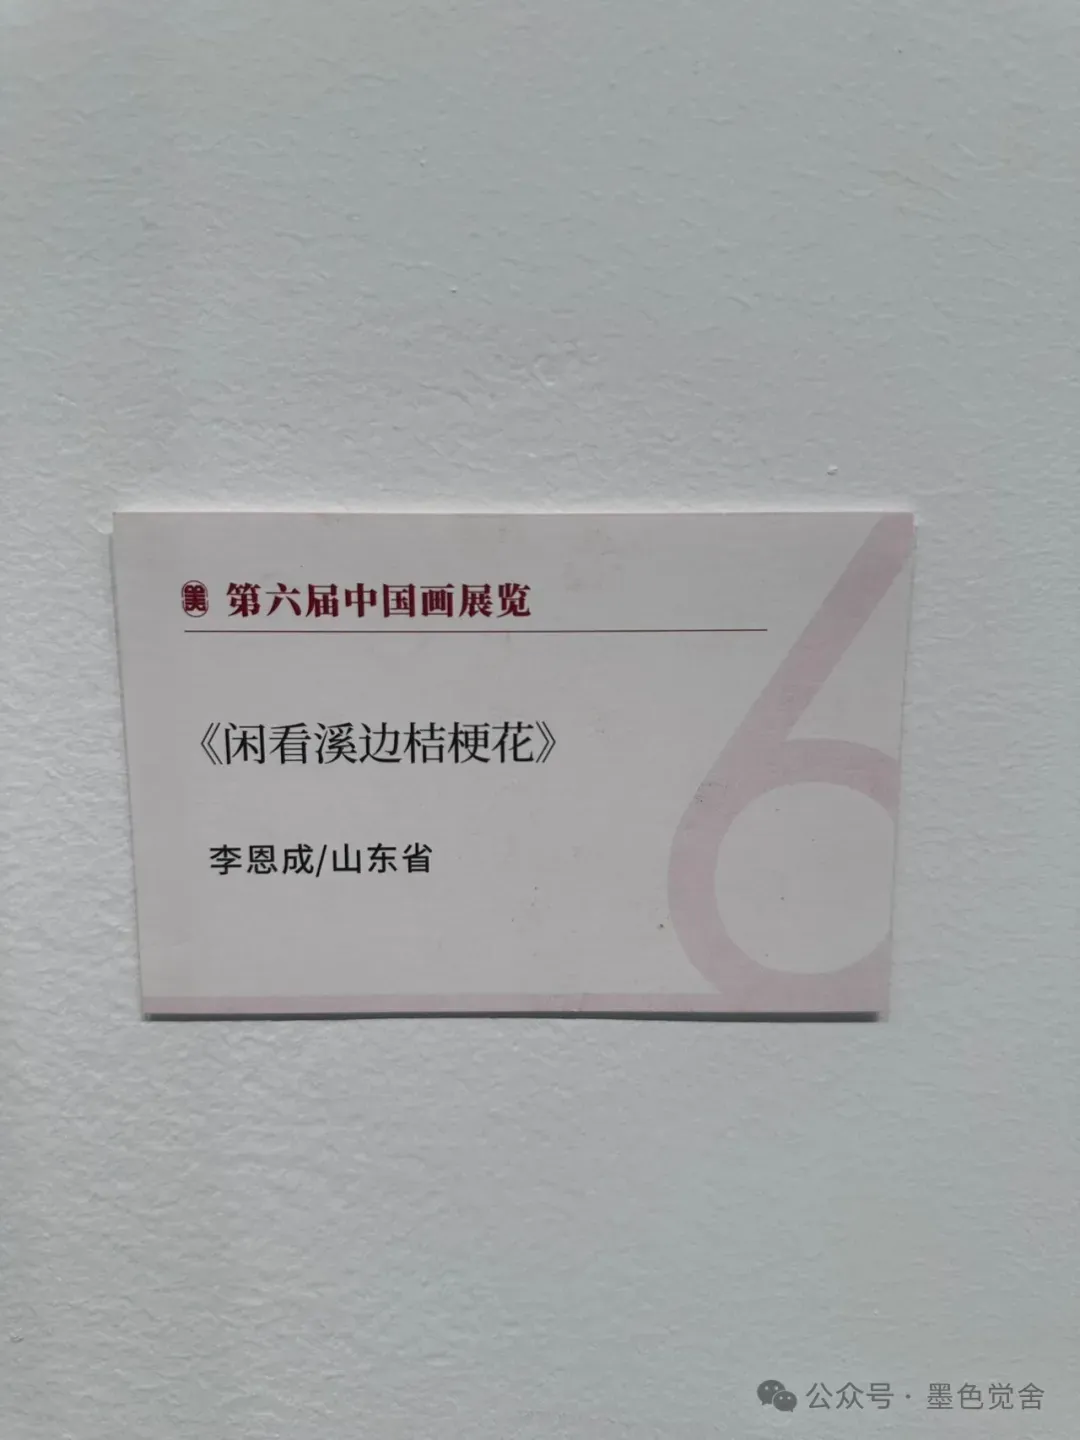 美 第六届中国画展览
《闲看溪边桔梗花》
李恩成/山东省
6
公众号·墨色觉舍